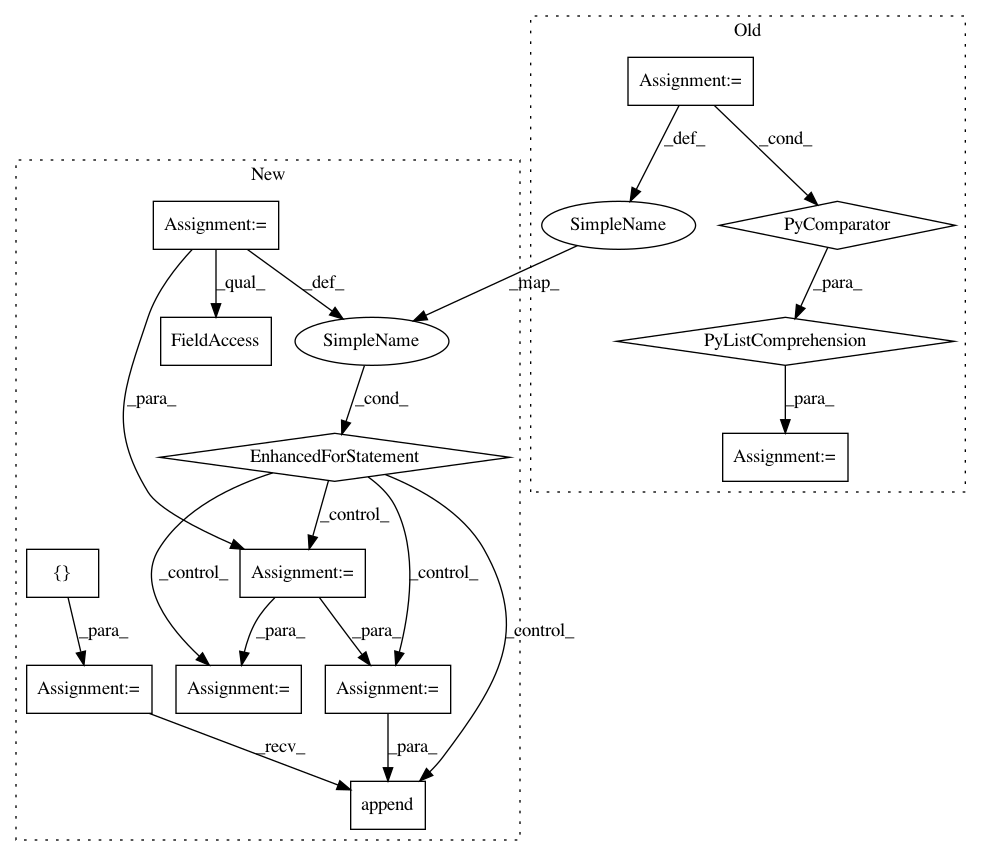 Old
Assignment:=
_def_
_cond_
New
Assignment:=
SimpleName
PyComparator
_qual_
_def_
_map_
_para_
FieldAccess
SimpleName
PyListComprehension
_para_
_cond_
_para_
EnhancedForStatement
Assignment:=
_control_
{}
Assignment:=
_control_
_control_
_control_
_para_
_para_
_para_
Assignment:=
Assignment:=
Assignment:=
_recv_
_para_
append